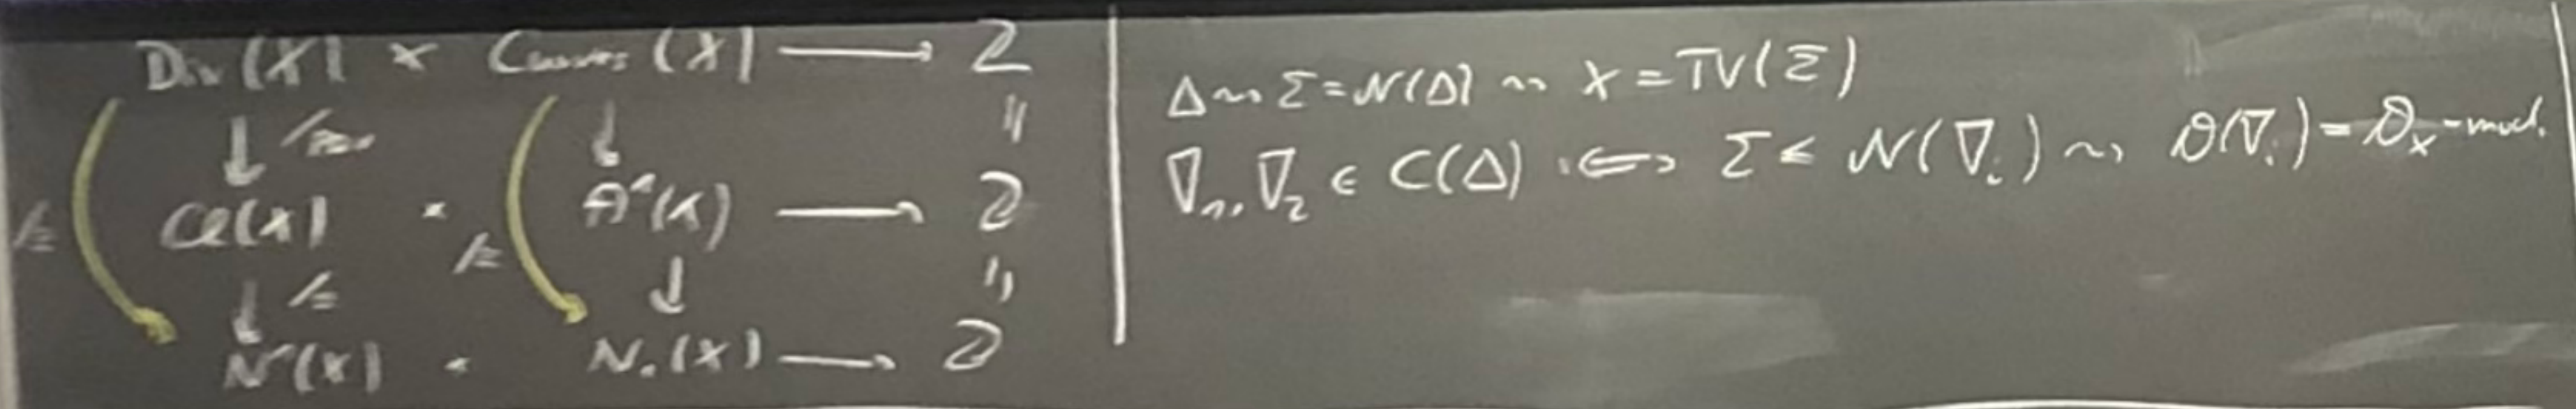 Div(X) × Curves(X) ⟶ ℤ
↓ /≡ ↓ =
Cl(X) × A¹(X) ⟶ ℤ
/≡ /≡
↓ /≡ ↓ =
N¹(X) × N₁(X) ⟶ ℤ
Δ ⇝ Σ = N(Δ) ⇝ X = TV(Σ)
∇₁, ∇₂ ∈ C(Δ) :⟺ Σ ≤ N(∇ᵢ) ⇝ O(∇ᵢ) = O_X-mod.